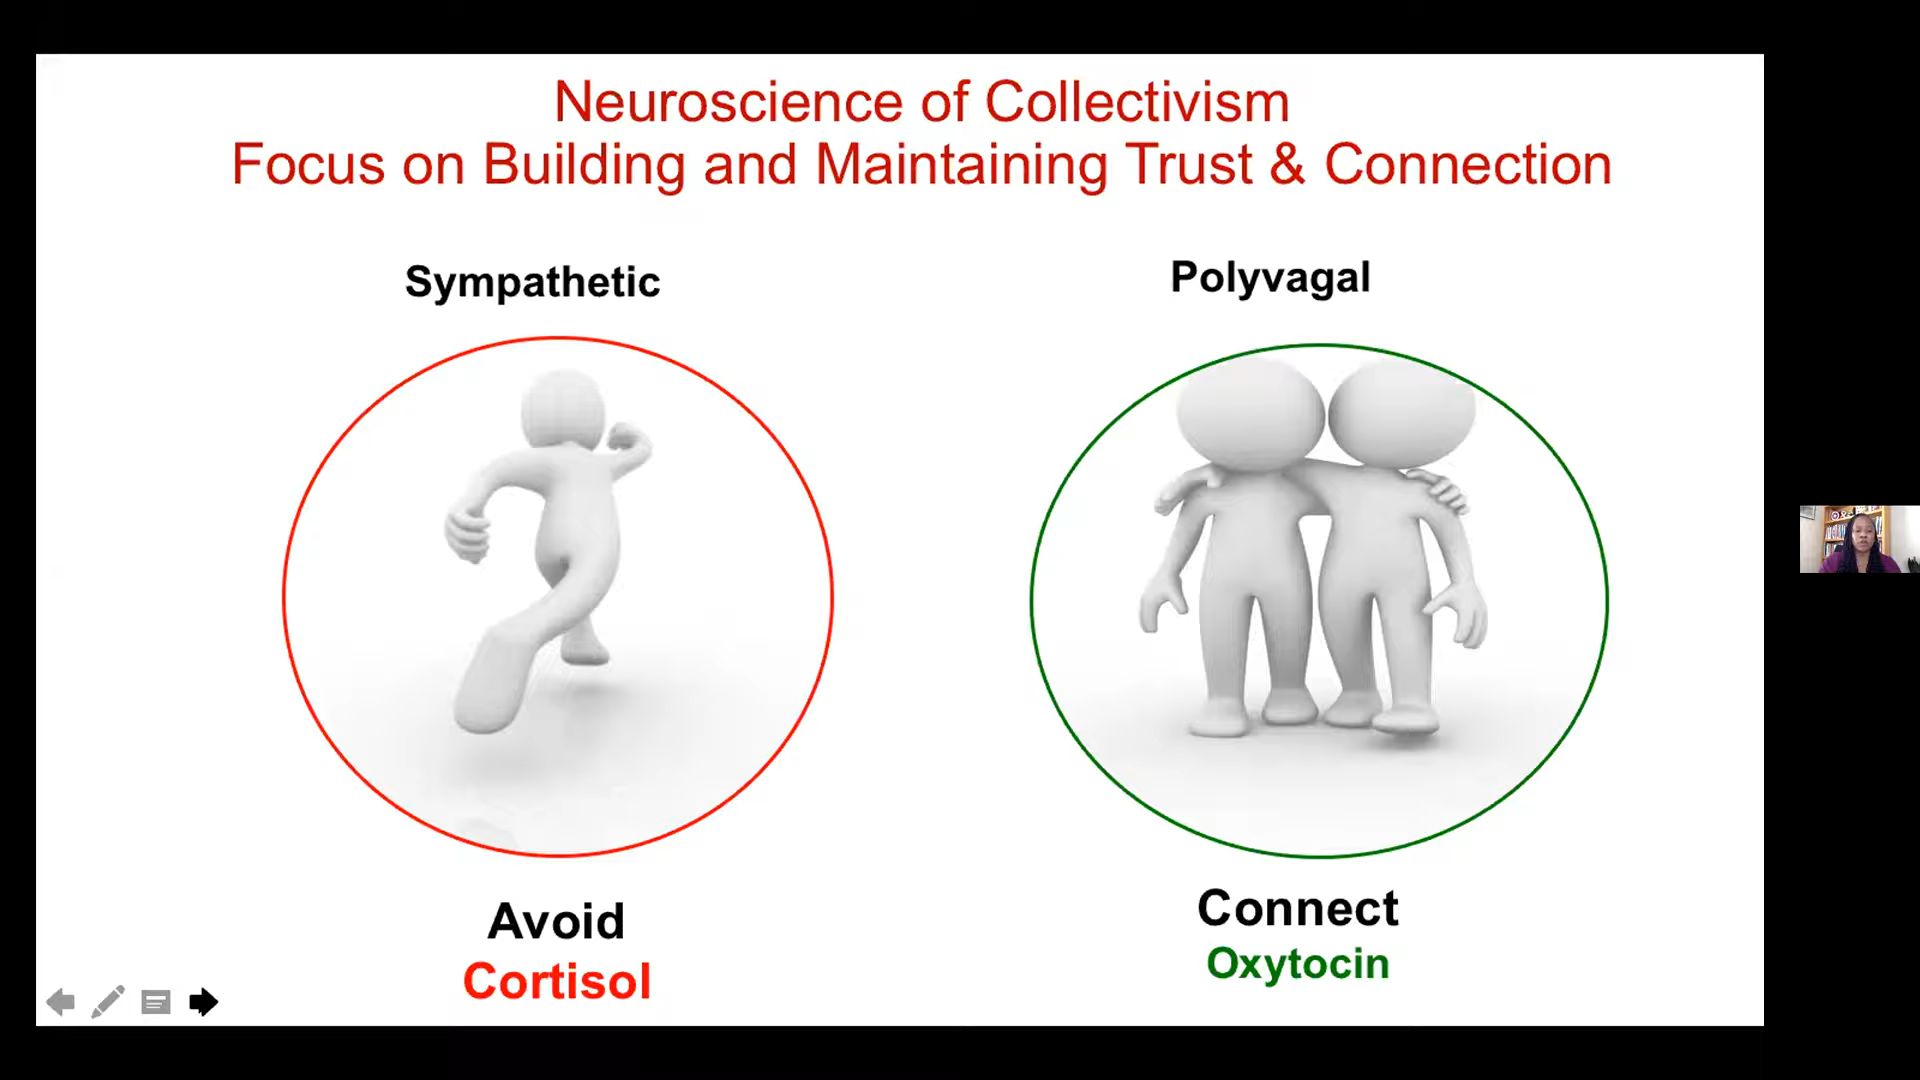 Neuroscience of Collectivism
Focus on Building and Maintaining Trust & Connection
Sympathetic
Polyvagal
Avoid
Cortisol
Connect
Oxytocin